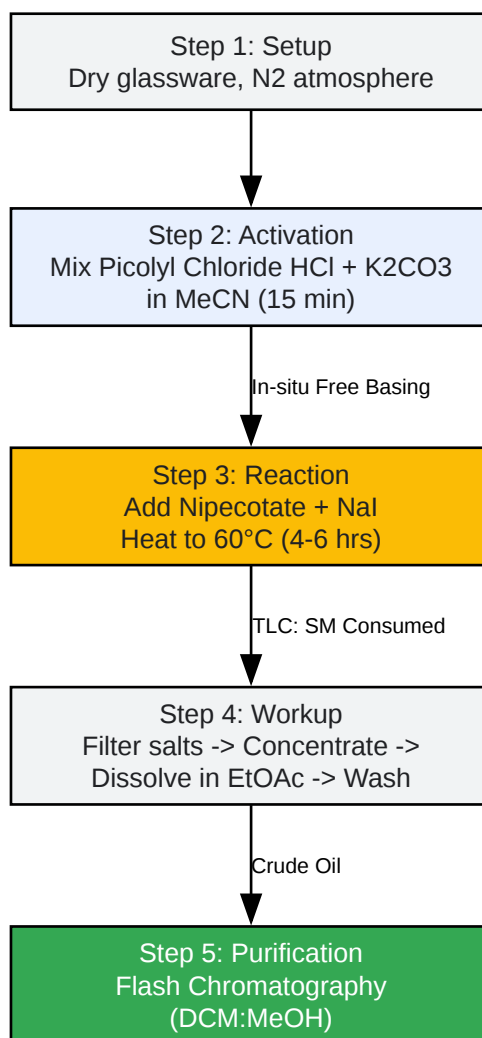 Step 1: Setup
Dry glassware, N2 atmosphere
Step 2: Activation
Mix Picolyl Chloride HCl + K2CO3
in MeCN (15 min)
In-situ Free Basing
Step 3: Reaction
Add Nipecotate + NaI
Heat to 60°C (4-6 hrs)
TLC: SM Consumed
Step 4: Workup
Filter salts -> Concentrate ->
Dissolve in EtOAc -> Wash
Crude Oil
Step 5: Purification
Flash Chromatography
(DCM:MeOH)